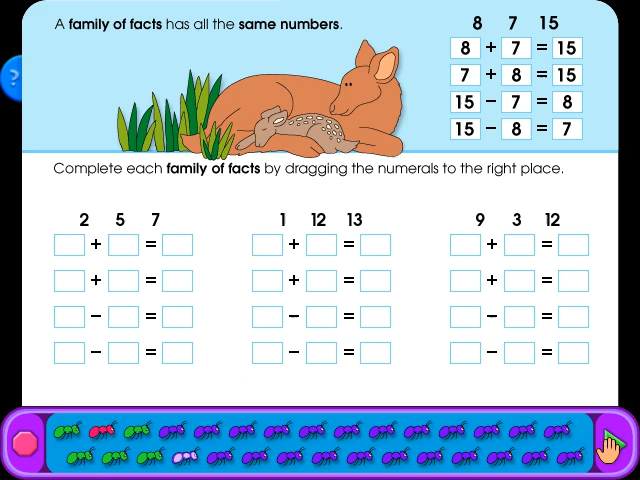 A family of facts has all the same numbers.
8 7 15
8 + 7 = 15
7 + 8 = 15
15 − 7 = 8
15 − 8 = 7
?
Complete each family of facts by dragging the numerals to the right place.
2 5 7
+ =
+ =
− =
− =
1 12 13
+ =
+ =
− =
− =
9 3 12
+ =
+ =
− =
− =